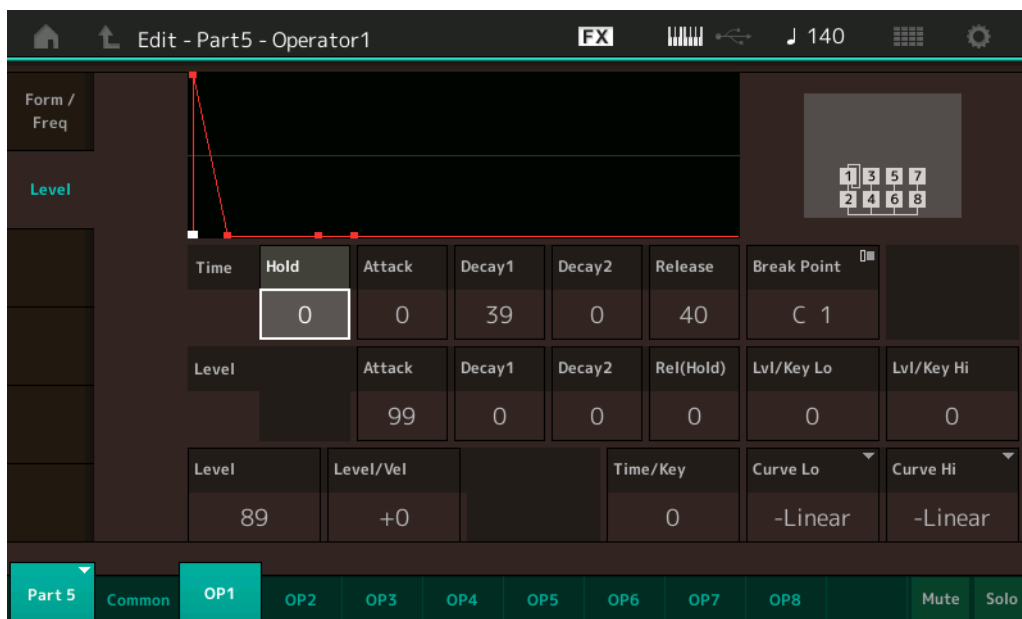 Edit - Part5 - Operator1 FX ♩ 140
Form /
Freq
Level
1 3 5 7
2 4 6 8
Time Hold Attack Decay1 Decay2 Release Break Point
0 0 39 0 40 C 1
Level Attack Decay1 Decay2 Rel(Hold) Lvl/Key Lo Lvl/Key Hi
99 0 0 0 0 0
Level Level/Vel Time/Key Curve Lo Curve Hi
89 +0 0 -Linear -Linear
Part 5 Common OP1 OP2 OP3 OP4 OP5 OP6 OP7 OP8 Mute Solo